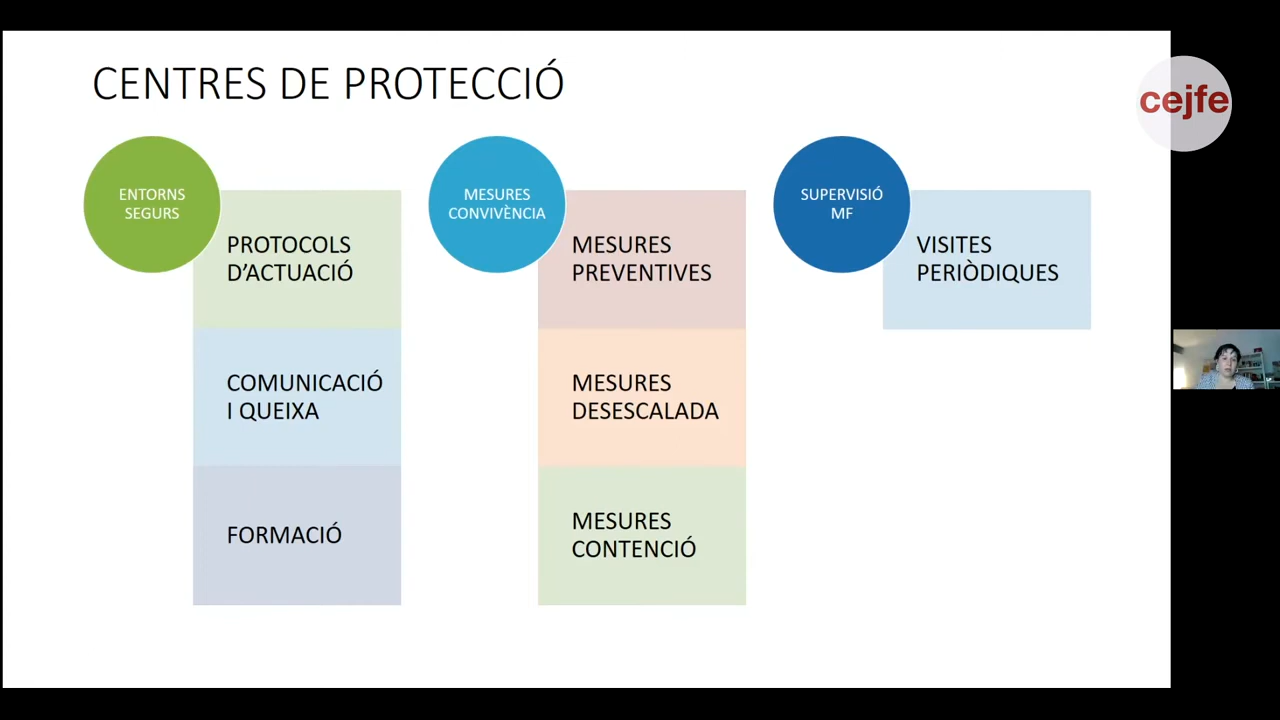 CENTRES DE PROTECCIÓ
cejfe
ENTORNS
SEGURS
PROTOCOLS
D’ACTUACIÓ
COMUNICACIÓ
I QUEIXA
FORMACIÓ
MESURES
CONVIVÈNCIA
MESURES
PREVENTIVES
MESURES
DESESCALADA
MESURES
CONTENCIÓ
SUPERVISIÓ
MF
VISITES
PERIÒDIQUES